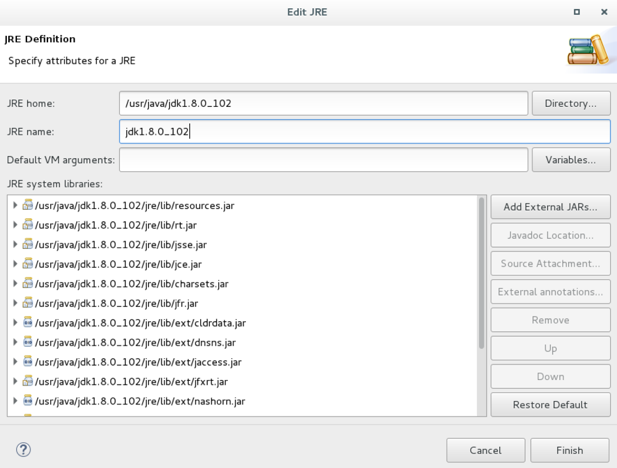 Edit JRE
JRE Definition
Specify attributes for a JRE
JRE home: /usr/java/jdk1.8.0_102 Directory...
JRE name: jdk1.8.0_102
Default VM arguments: Variables...
JRE system libraries:
/usr/java/jdk1.8.0_102/jre/lib/resources.jar
/usr/java/jdk1.8.0_102/jre/lib/rt.jar
/usr/java/jdk1.8.0_102/jre/lib/jsse.jar
/usr/java/jdk1.8.0_102/jre/lib/jce.jar
/usr/java/jdk1.8.0_102/jre/lib/charsets.jar
/usr/java/jdk1.8.0_102/jre/lib/jfr.jar
/usr/java/jdk1.8.0_102/jre/lib/ext/cldrdata.jar
/usr/java/jdk1.8.0_102/jre/lib/ext/dnsns.jar
/usr/java/jdk1.8.0_102/jre/lib/ext/jaccess.jar
/usr/java/jdk1.8.0_102/jre/lib/ext/jfxrt.jar
/usr/java/jdk1.8.0_102/jre/lib/ext/nashorn.jar
Add External JARs...
Javadoc Location...
Source Attachment...
External annotations...
Remove
Up
Down
Restore Default
? Cancel Finish